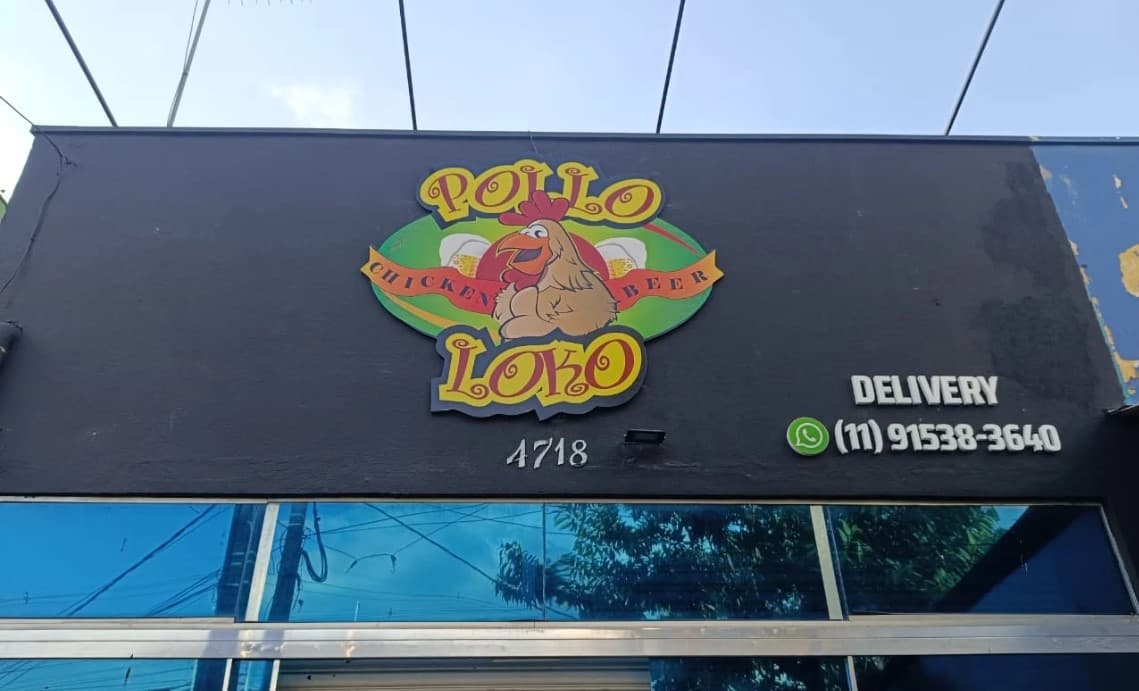 POLLO
CHICKEN BEER
LOKO
4718
DELIVERY
(11) 91538-3640